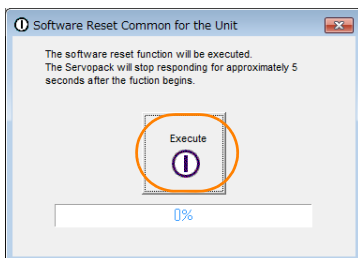 Software Reset Common for the Unit
The software reset function will be executed.
The Servopack will stop responding for approximately 5
seconds after the fuction begins.
Execute
0%